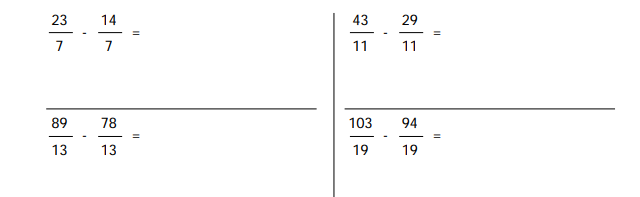 23/7 - 14/7 =
43/11 - 29/11 =
89/13 - 78/13 =
103/19 - 94/19 =